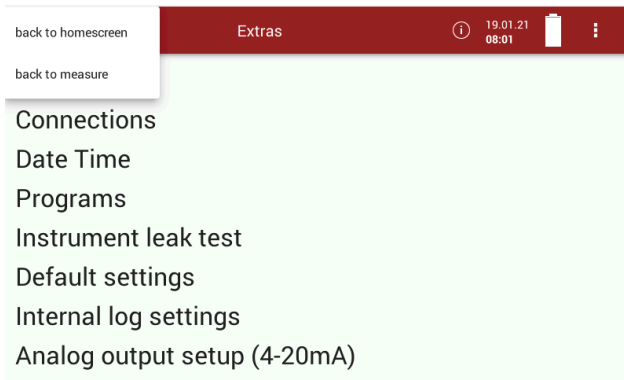 back to homescreen
back to measure
Extras
19.01.21
08:01
Connections
Date Time
Programs
Instrument leak test
Default settings
Internal log settings
Analog output setup (4-20mA)